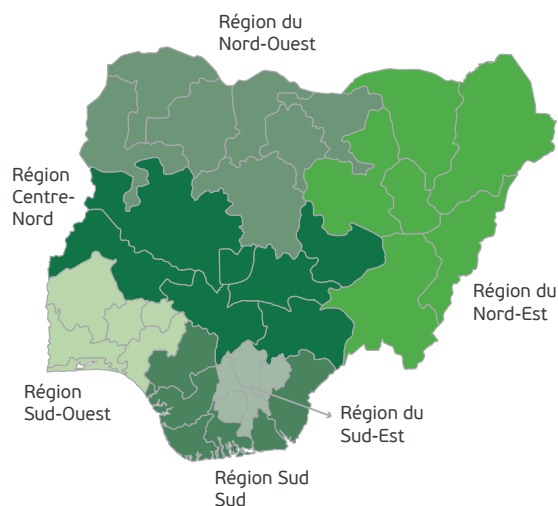 Région du
Nord-Ouest
Région
Centre-
Nord
Région du
Nord-Est
Région
Sud-Ouest
Région du
Sud-Est
Région Sud
Sud